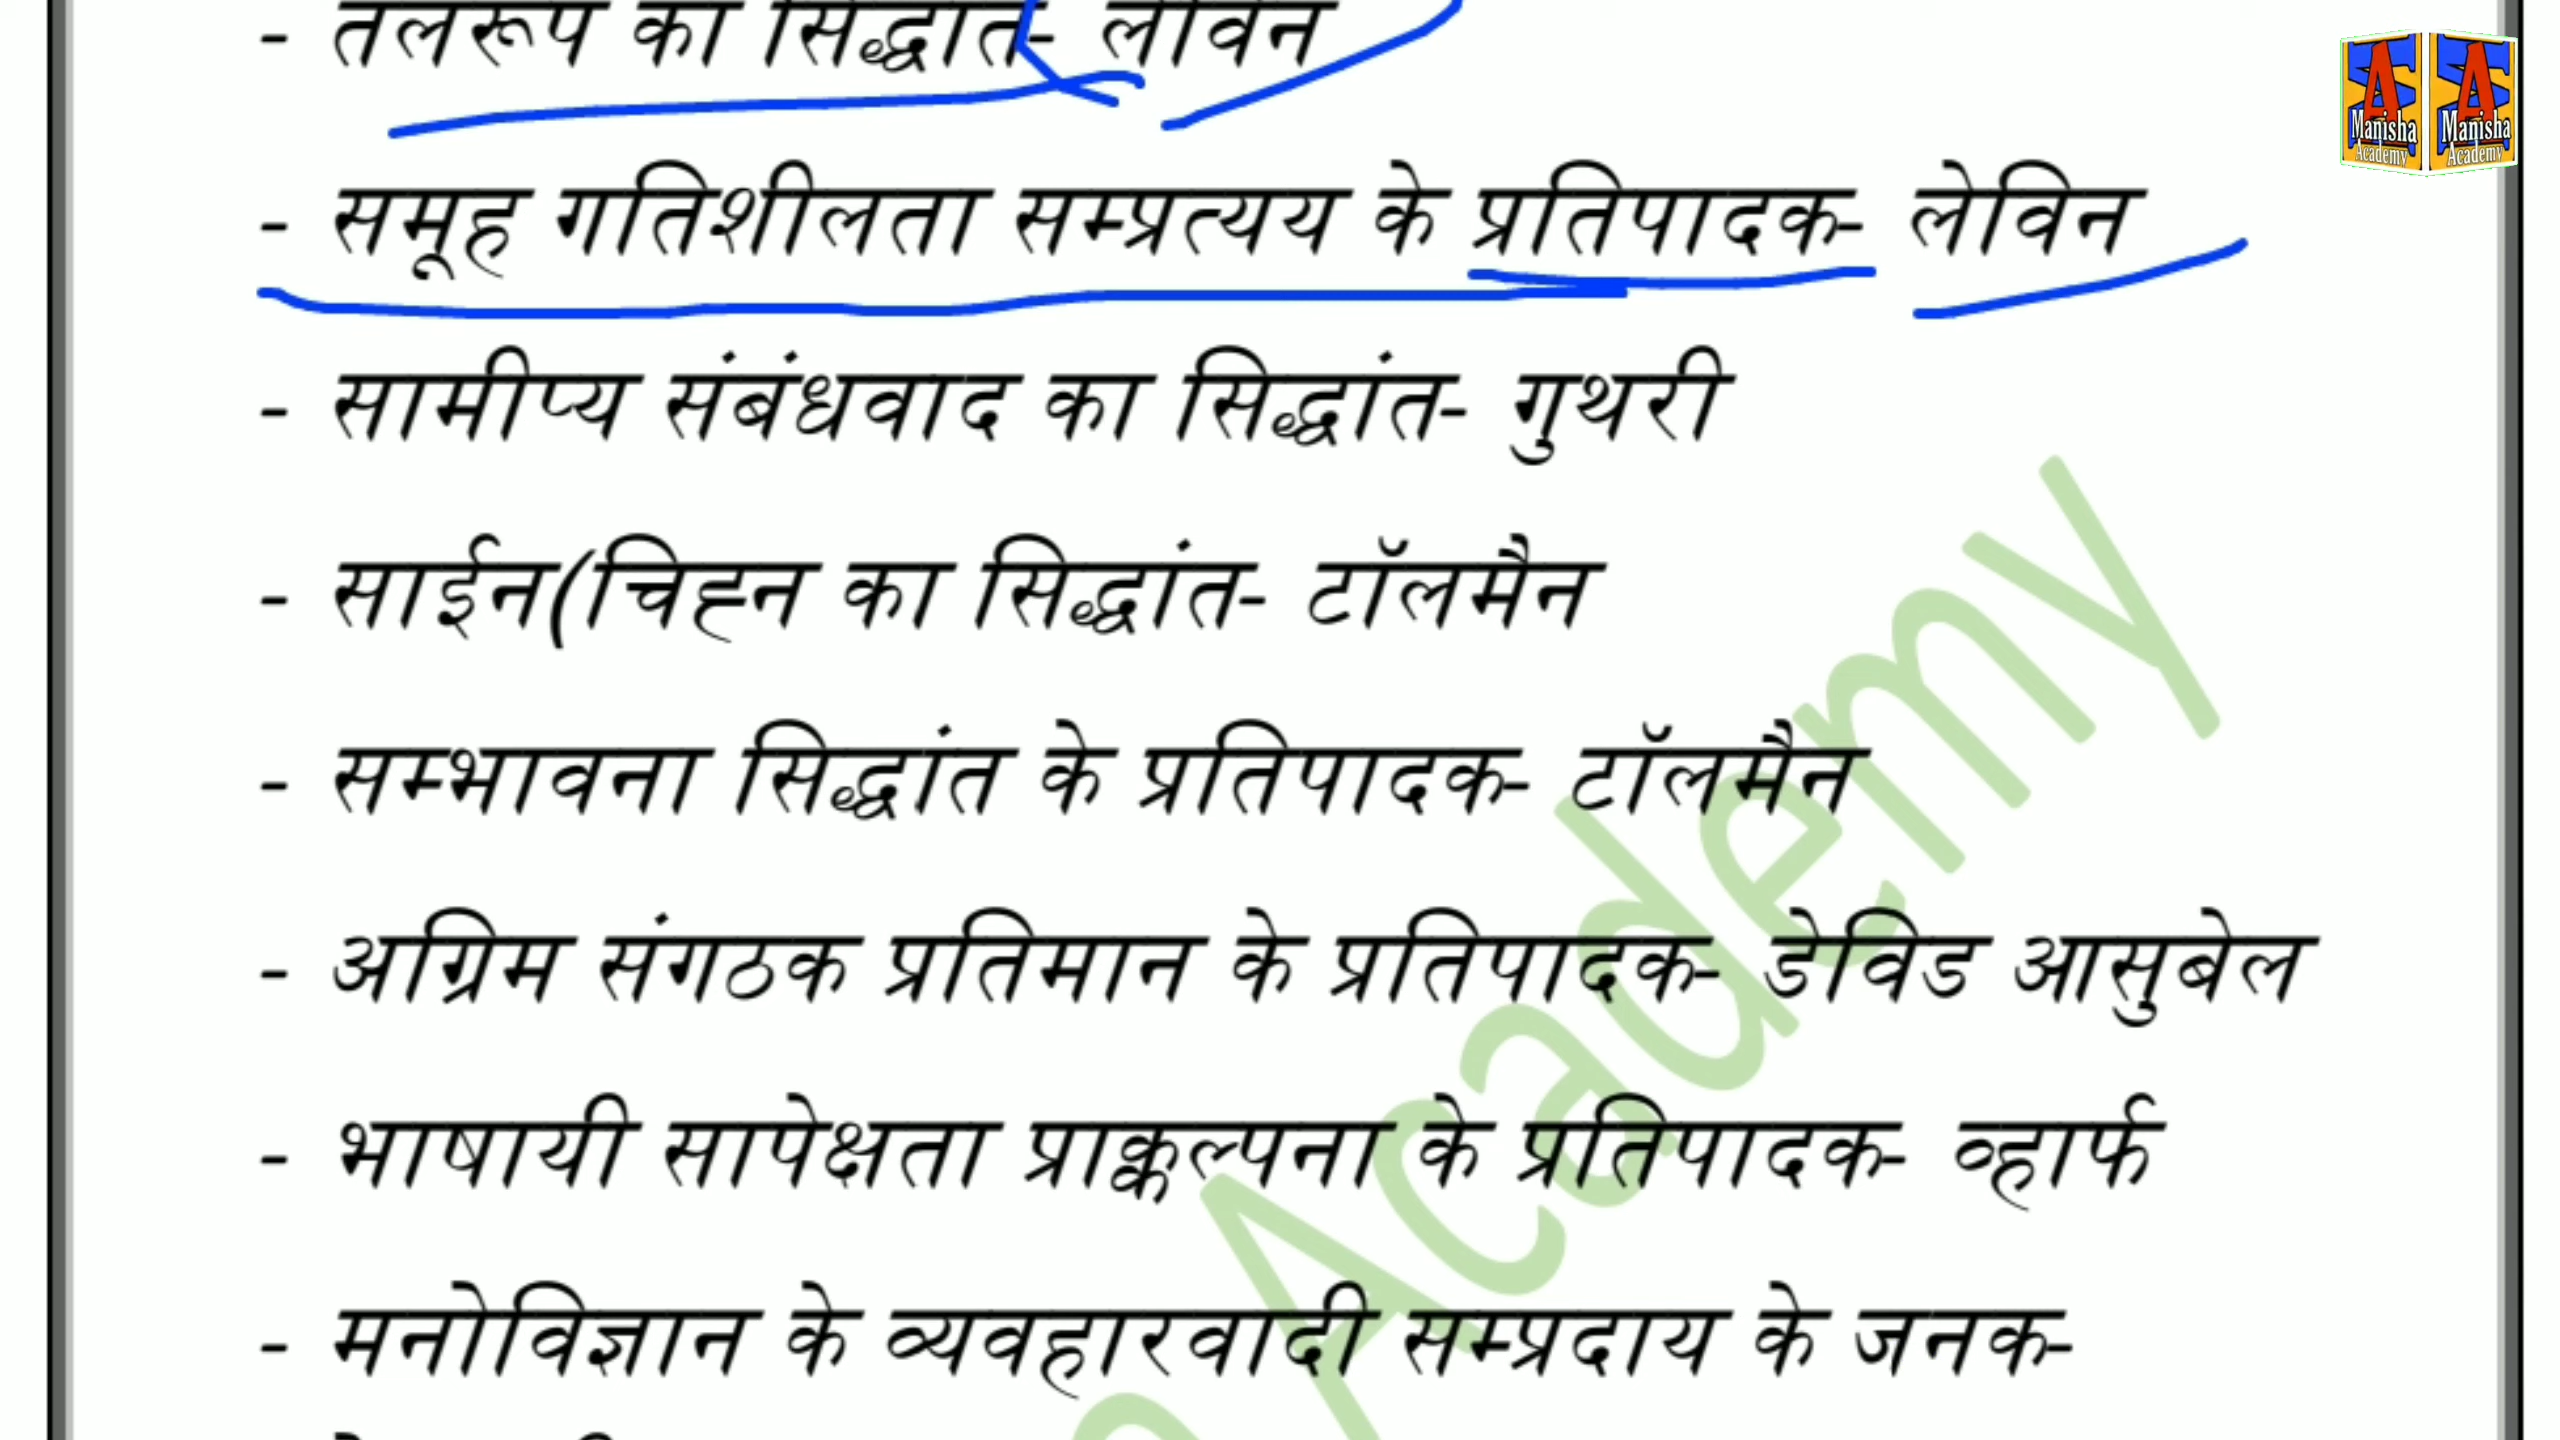 - तलरूप का सिद्धांत- लेविन
- समूह गतिशीलता सम्प्रत्यय के प्रतिपादक- लेविन
- सामीप्य संबंधवाद का सिद्धांत- गुथरी
- साईन(चिह्न का सिद्धांत- टॉलमैन
- सम्भावना सिद्धांत के प्रतिपादक- टॉलमैन
- अग्रिम संगठक प्रतिमान के प्रतिपादक- डेविड आसुबेल
- भाषायी सापेक्षता प्राक्कल्पना के प्रतिपादक- व्हार्फ
- मनोविज्ञान के व्यवहारवादी सम्प्रदाय के जनक-
Manisha Academy
Manisha Academy
Academy